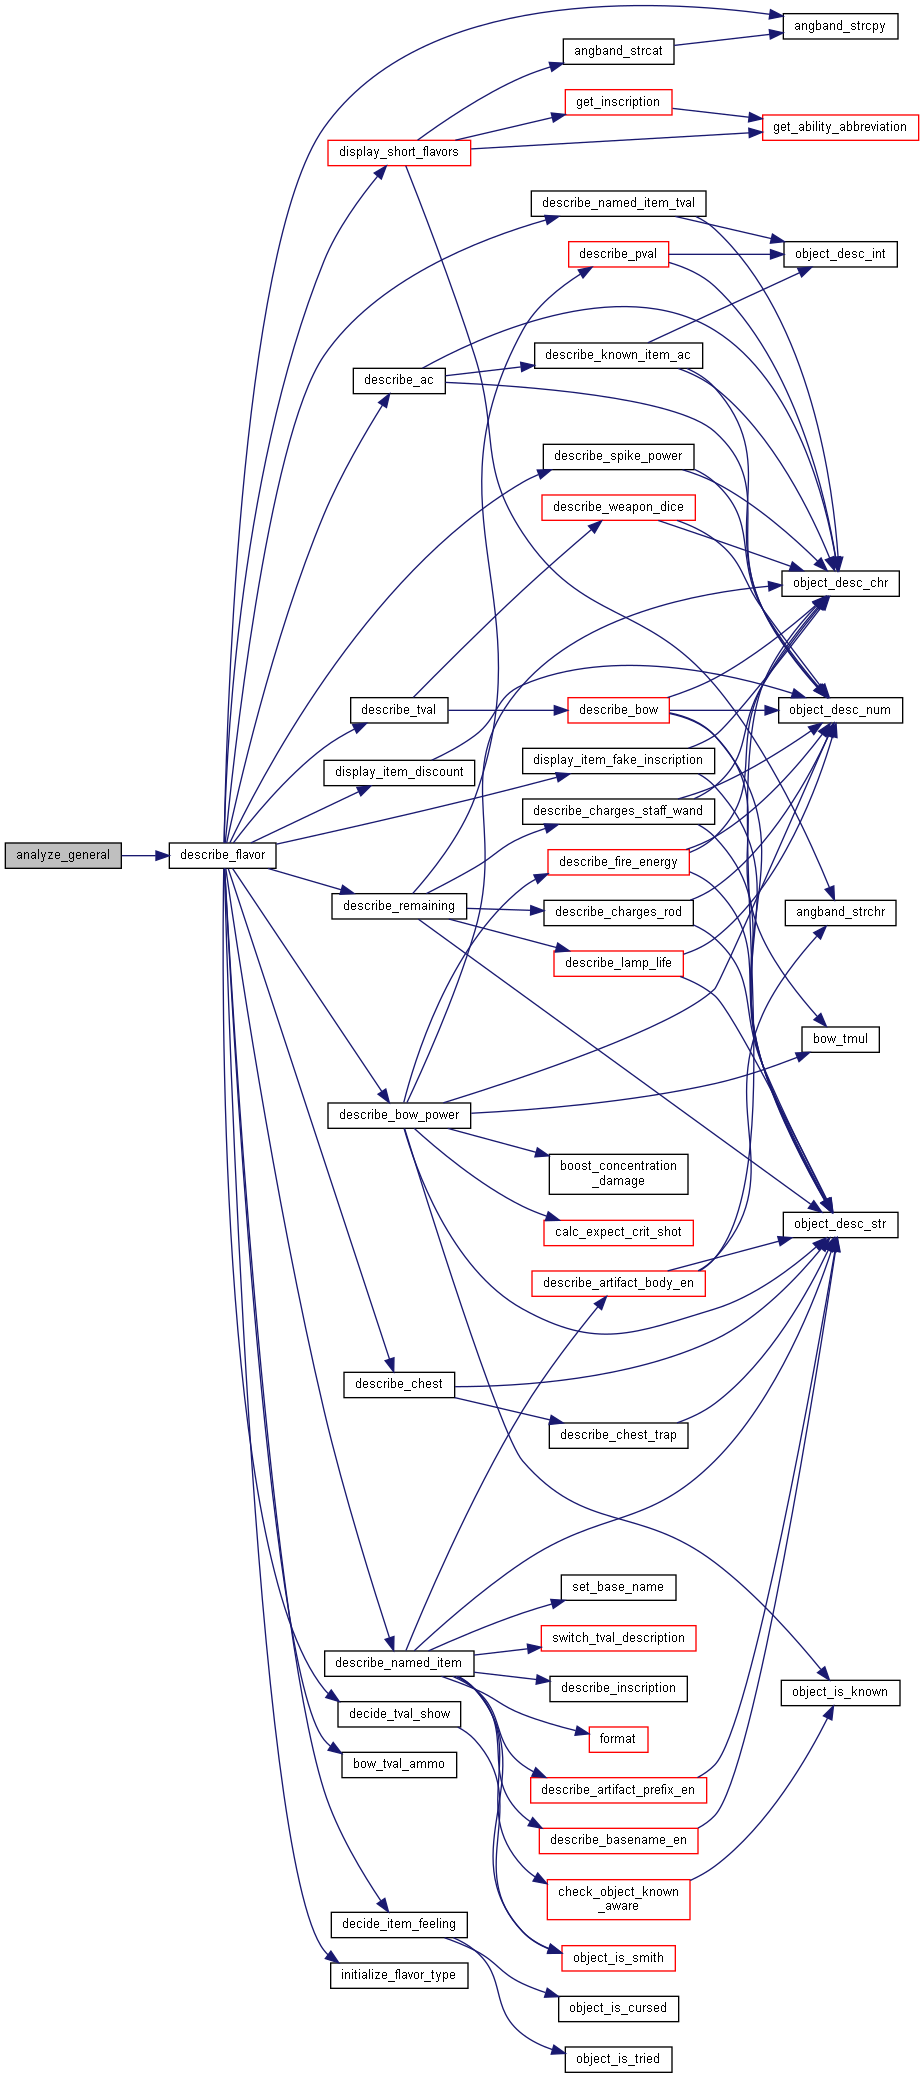 angband_strcpy
angband_strcat
get_inscription
get_ability_abbreviation
display_short_flavors
describe_named_item_tval
describe_pval
object_desc_int
describe_known_item_ac
describe_ac
describe_spike_power
describe_weapon_dice
object_desc_chr
describe_tval
describe_bow
object_desc_num
display_item_fake_inscription
display_item_discount
describe_charges_staff_wand
analyze_general
describe_flavor
describe_fire_energy
describe_remaining
describe_charges_rod
angband_strchr
describe_lamp_life
bow_tmul
describe_bow_power
boost_concentration
_damage
object_desc_str
calc_expect_crit_shot
describe_artifact_body_en
describe_chest
describe_chest_trap
set_base_name
switch_tval_description
describe_named_item
describe_inscription
object_is_known
decide_tval_show
format
bow_tval_ammo
describe_artifact_prefix_en
describe_basename_en
check_object_known
_aware
decide_item_feeling
object_is_smith
initialize_flavor_type
object_is_cursed
object_is_tried